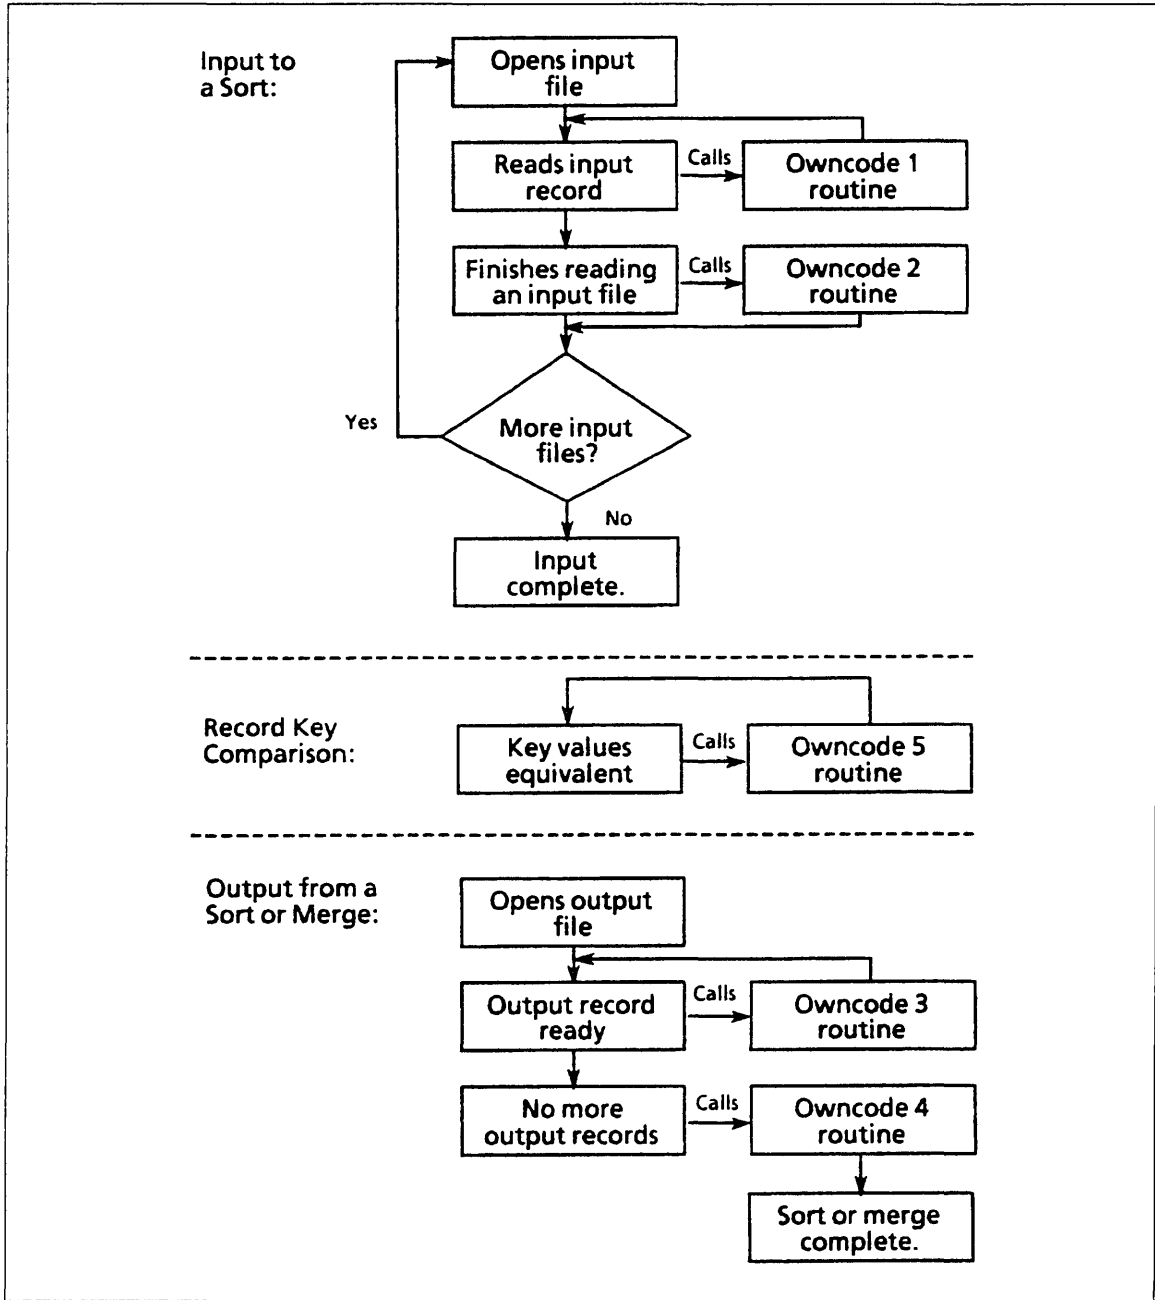 Input to
a Sort:
Opens input
file
Reads input
record
Calls
Owncode 1
routine
Finishes reading
an input file
Calls
Owncode 2
routine
Yes
More input
files?
No
Input
complete.
Record Key
Comparison:
Key values
equivalent
Calls
Owncode 5
routine
Output from a
Sort or Merge:
Opens output
file
Output record
ready
Calls
Owncode 3
routine
No more
output records
Calls
Owncode 4
routine
Sort or merge
complete.